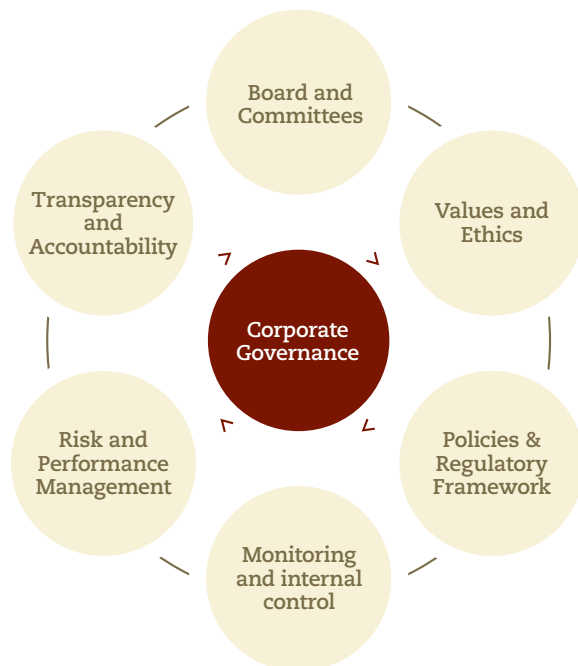 Board and
Committees
Values and
Ethics
Policies &
Regulatory
Framework
Monitoring
and internal
control
Risk and
Performance
Management
Transparency
and
Accountability
Corporate
Governance